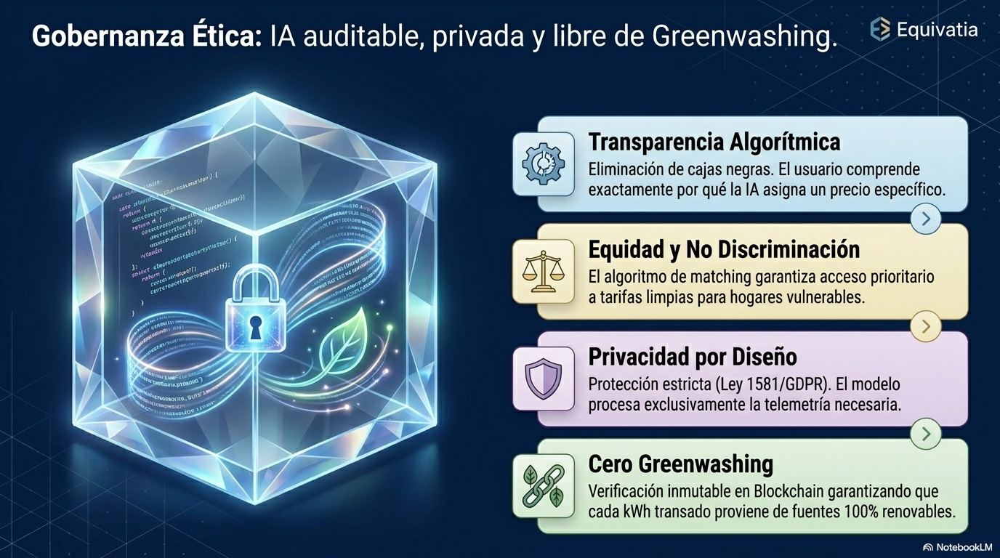 Gobernanza Ética: IA auditable, privada y libre de Greenwashing.
Equivatia
Transparencia Algorítmica
Eliminación de cajas negras. El usuario comprende
exactamente por qué la IA asigna un precio específico.
Equidad y No Discriminación
El algoritmo de matching garantiza acceso prioritario
a tarifas limpias para hogares vulnerables.
Privacidad por Diseño
Protección estricta (Ley 1581/GDPR). El modelo
procesa exclusivamente la telemetría necesaria.
Cero Greenwashing
Verificación inmutable en Blockchain garantizando que
cada kWh transado proviene de fuentes 100% renovables.
NotebookLM